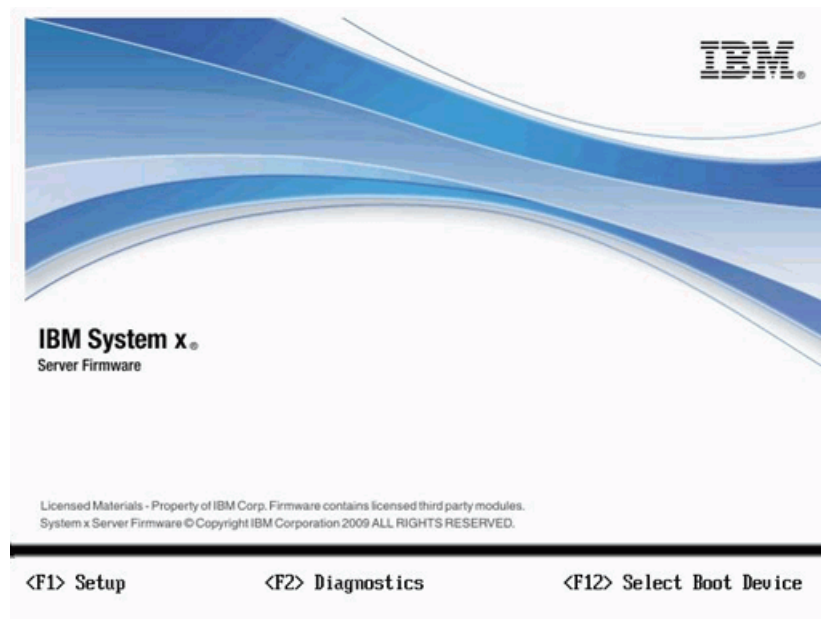 IBM®
IBM System x®
Server Firmware
Licensed Materials - Property of IBM Corp. Firmware contains licensed third party modules.
System x Server Firmware © Copyright IBM Corporation 2009 ALL RIGHTS RESERVED.
<F1> Setup <F2> Diagnostics <F12> Select Boot Device